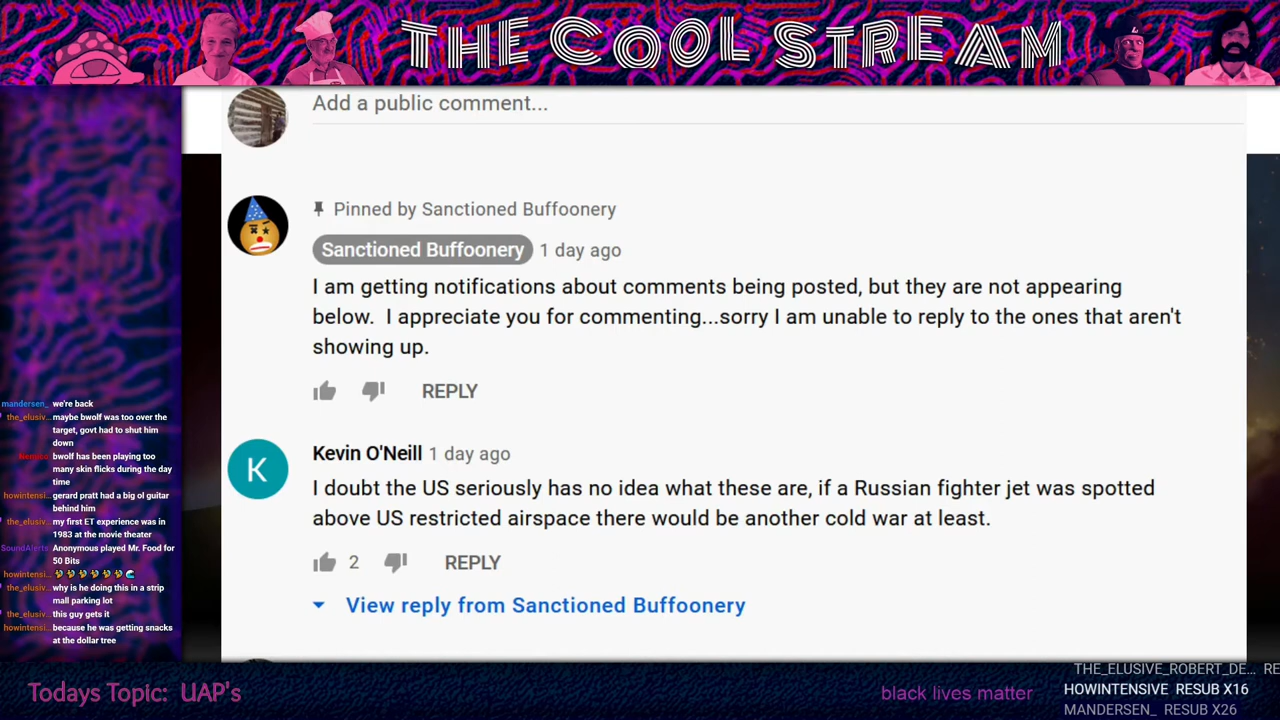 THE COOL STREAM
Add a public comment...
Pinned by Sanctioned Buffoonery
Sanctioned Buffoonery 1 day ago
I am getting notifications about comments being posted, but they are not appearing
below.  I appreciate you for commenting...sorry I am unable to reply to the ones that aren't
showing up.
REPLY
K
Kevin O'Neill 1 day ago
I doubt the US seriously has no idea what these are, if a Russian fighter jet was spotted
above US restricted airspace there would be another cold war at least.
2 REPLY
View reply from Sanctioned Buffoonery
mandersen_ we're back
the_elusiv... maybe bwolf was too over the
target, govt had to shut him
down
bwolf has been playing too
many skin flicks during the day
time
howintensi... gerard pratt had a big ol guitar
behind him
the_elusiv... my first ET experience was in
1983 at the movie theater
SoundAlerts Anonymous played Mr. Food for
50 Bits
howintensi...
the_elusiv... why is he doing this in a strip
mall parking lot
the_elusiv... this guy gets it
howintensi... because he was getting snacks
at the dollar tree
Todays Topic:  UAP's
black lives matter
THE_ELUSIVE_ROBERT_DE... RE
HOWINTENSIVE RESUB X16
MANDERSEN_ RESUB X26